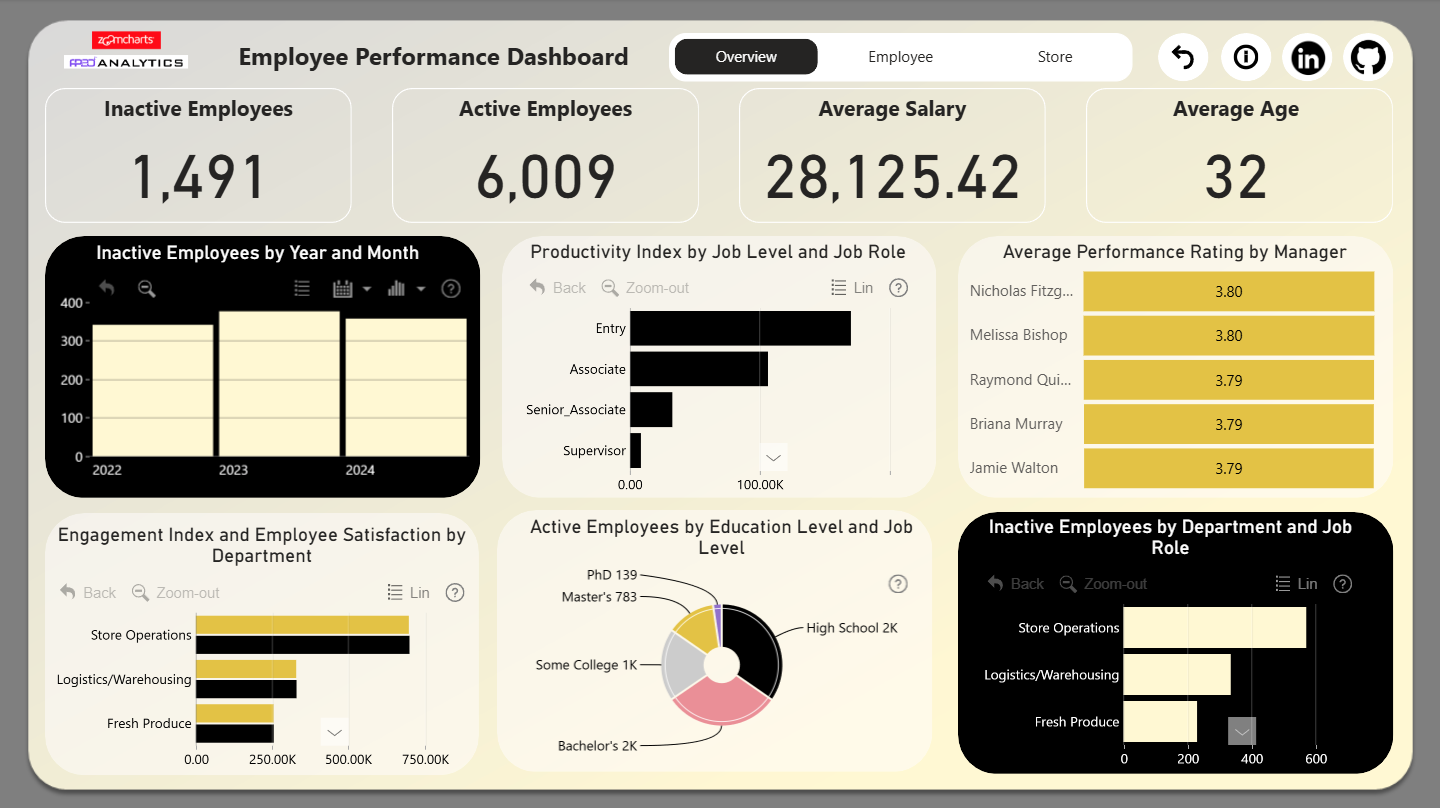 zoomcharts
ANALYTICS
Employee Performance Dashboard
Overview
Employee
Store
Inactive Employees
1,491
Active Employees
6,009
Average Salary
28,125.42
Average Age
32
Inactive Employees by Year and Month
400
300
200
100
0
2022
2023
2024
Productivity Index by Job Level and Job Role
Back
Zoom-out
Lin
Entry
Associate
Senior_Associate
Supervisor
0.00
100.00K
Average Performance Rating by Manager
Nicholas Fitzg... 3.80
Melissa Bishop 3.80
Raymond Qui... 3.79
Briana Murray 3.79
Jamie Walton 3.79
Engagement Index and Employee Satisfaction by
Department
Back
Zoom-out
Lin
Store Operations
Logistics/Warehousing
Fresh Produce
0.00
250.00K
500.00K
750.00K
Active Employees by Education Level and Job
Level
PhD 139
Master's 783
High School 2K
Some College 1K
Bachelor's 2K
Inactive Employees by Department and Job
Role
Back
Zoom-out
Lin
Store Operations
Logistics/Warehousing
Fresh Produce
0
200
400
600